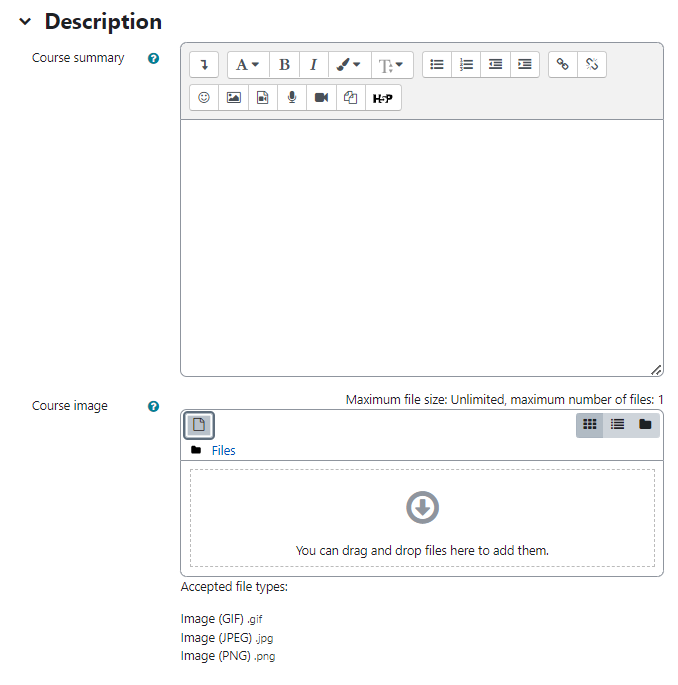 Description
Course summary
A B I T
H-P
Course image
Maximum file size: Unlimited, maximum number of files: 1
Files
You can drag and drop files here to add them.
Accepted file types:
Image (GIF) .gif
Image (JPEG) .jpg
Image (PNG) .png